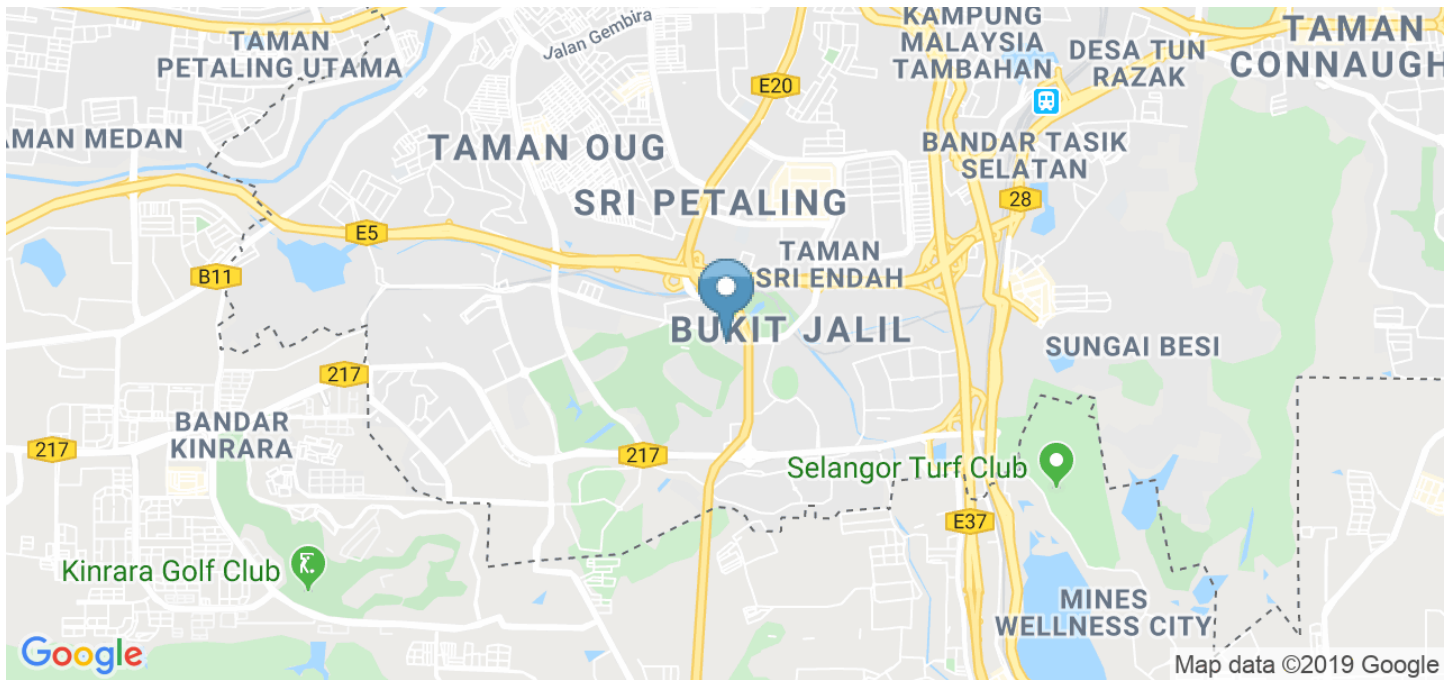 KAMPUNG
MALAYSIA
TAMBAHAN
TAMAN
PETALING UTAMA
Jalan Gembira
DESA TUN
RAZAK
TAMAN
CONNAUGH
E20
AMAN MEDAN
TAMAN OUG
BANDAR TASIK
SELATAN
SRI PETALING
28
E5
TAMAN
SRI ENDAH
B11
BUKIT JALIL
SUNGAI BESI
217
BANDAR
KINRARA
217
217
Selangor Turf Club
E37
Kinrara Golf Club
MINES
WELLNESS CITY
Google
Map data ©2019 Google